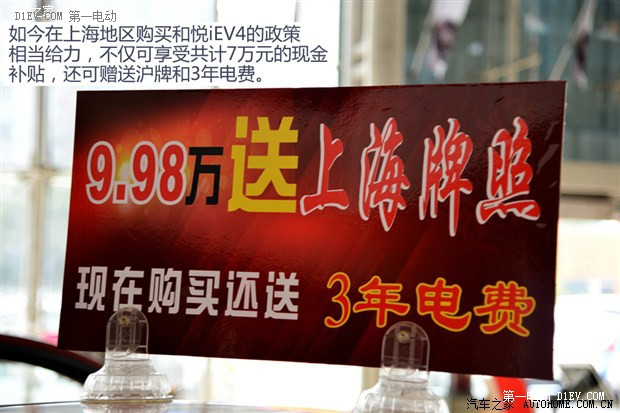 D1EV.COM 第一电动
如今在上海地区购买和悦iEV4的政策
相当给力，不仅可享受共计7万元的现金
补贴，还可赠送沪牌和3年电费。
9.98万送上海牌照
现在购买还送 3年电费
D1EV.COM
汽车之家 AUTOHOME.COM.CN